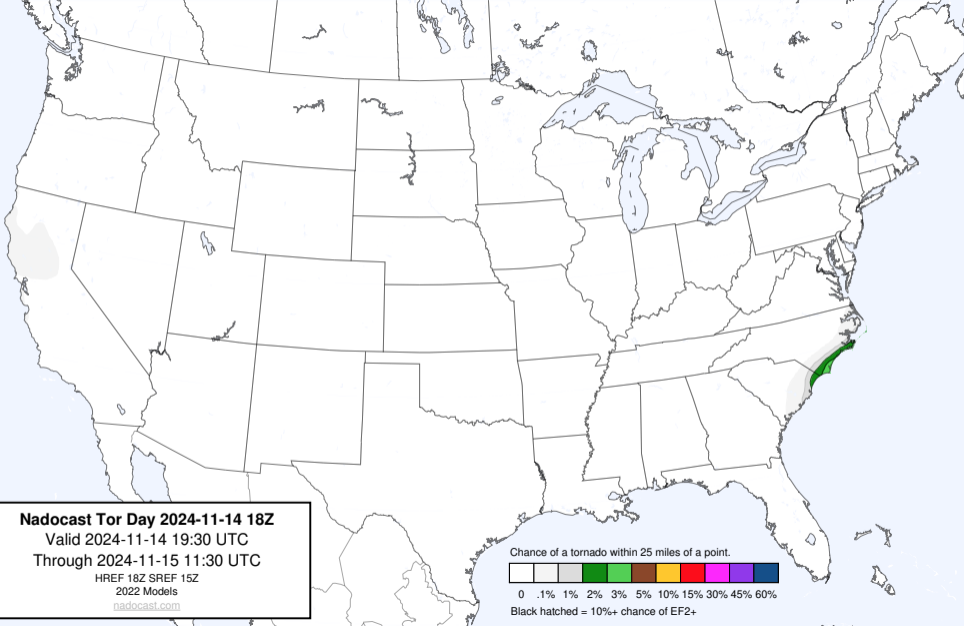 Nadocast Tor Day 2024-11-14 18Z
Valid 2024-11-14 19:30 UTC
Through 2024-11-15 11:30 UTC
HREF 18Z SREF 15Z
2022 Models
nadocast.com
Chance of a tornado within 25 miles of a point.
0 .1% 1% 2% 3% 5% 10% 15% 30% 45% 60%
Black hatched = 10%+ chance of EF2+